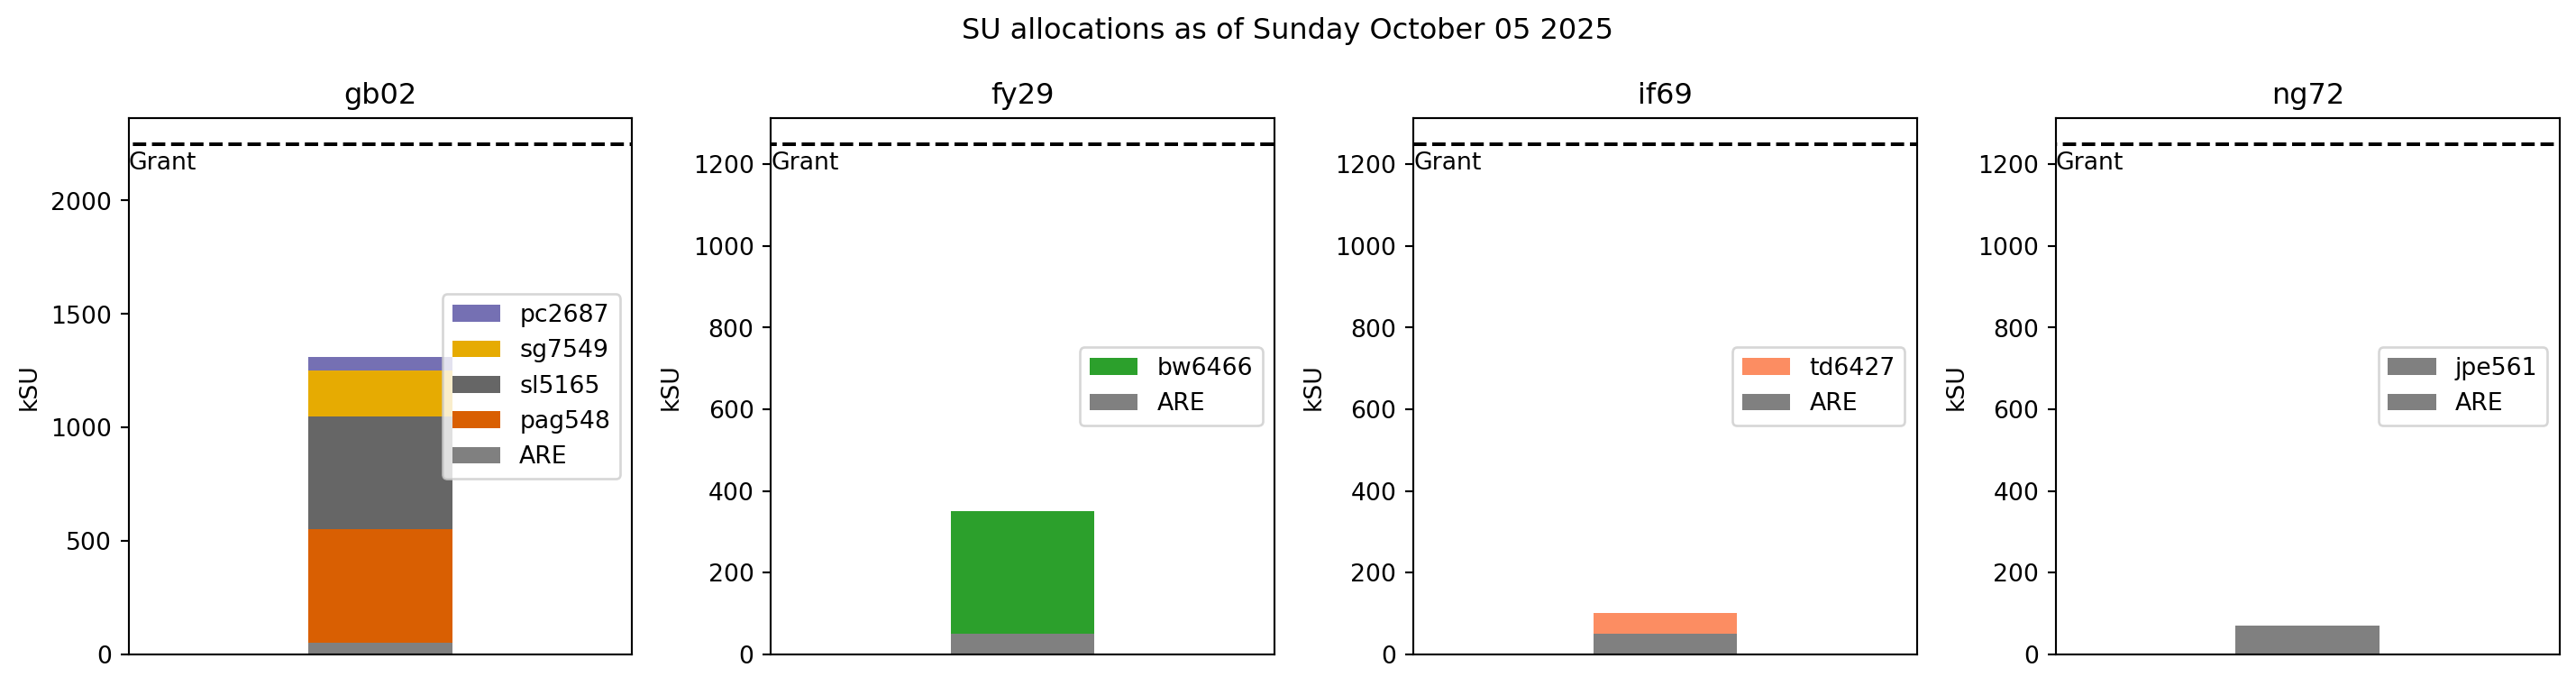 SU allocations as of Sunday October 05 2025
gb02
kSU
2000
1500
1000
500
0
Grant
pc2687
sg7549
sl5165
pag548
ARE
fy29
kSU
1200
1000
800
600
400
200
0
Grant
bw6466
ARE
if69
kSU
1200
1000
800
600
400
200
0
Grant
td6427
ARE
ng72
kSU
1200
1000
800
600
400
200
0
Grant
jpe561
ARE